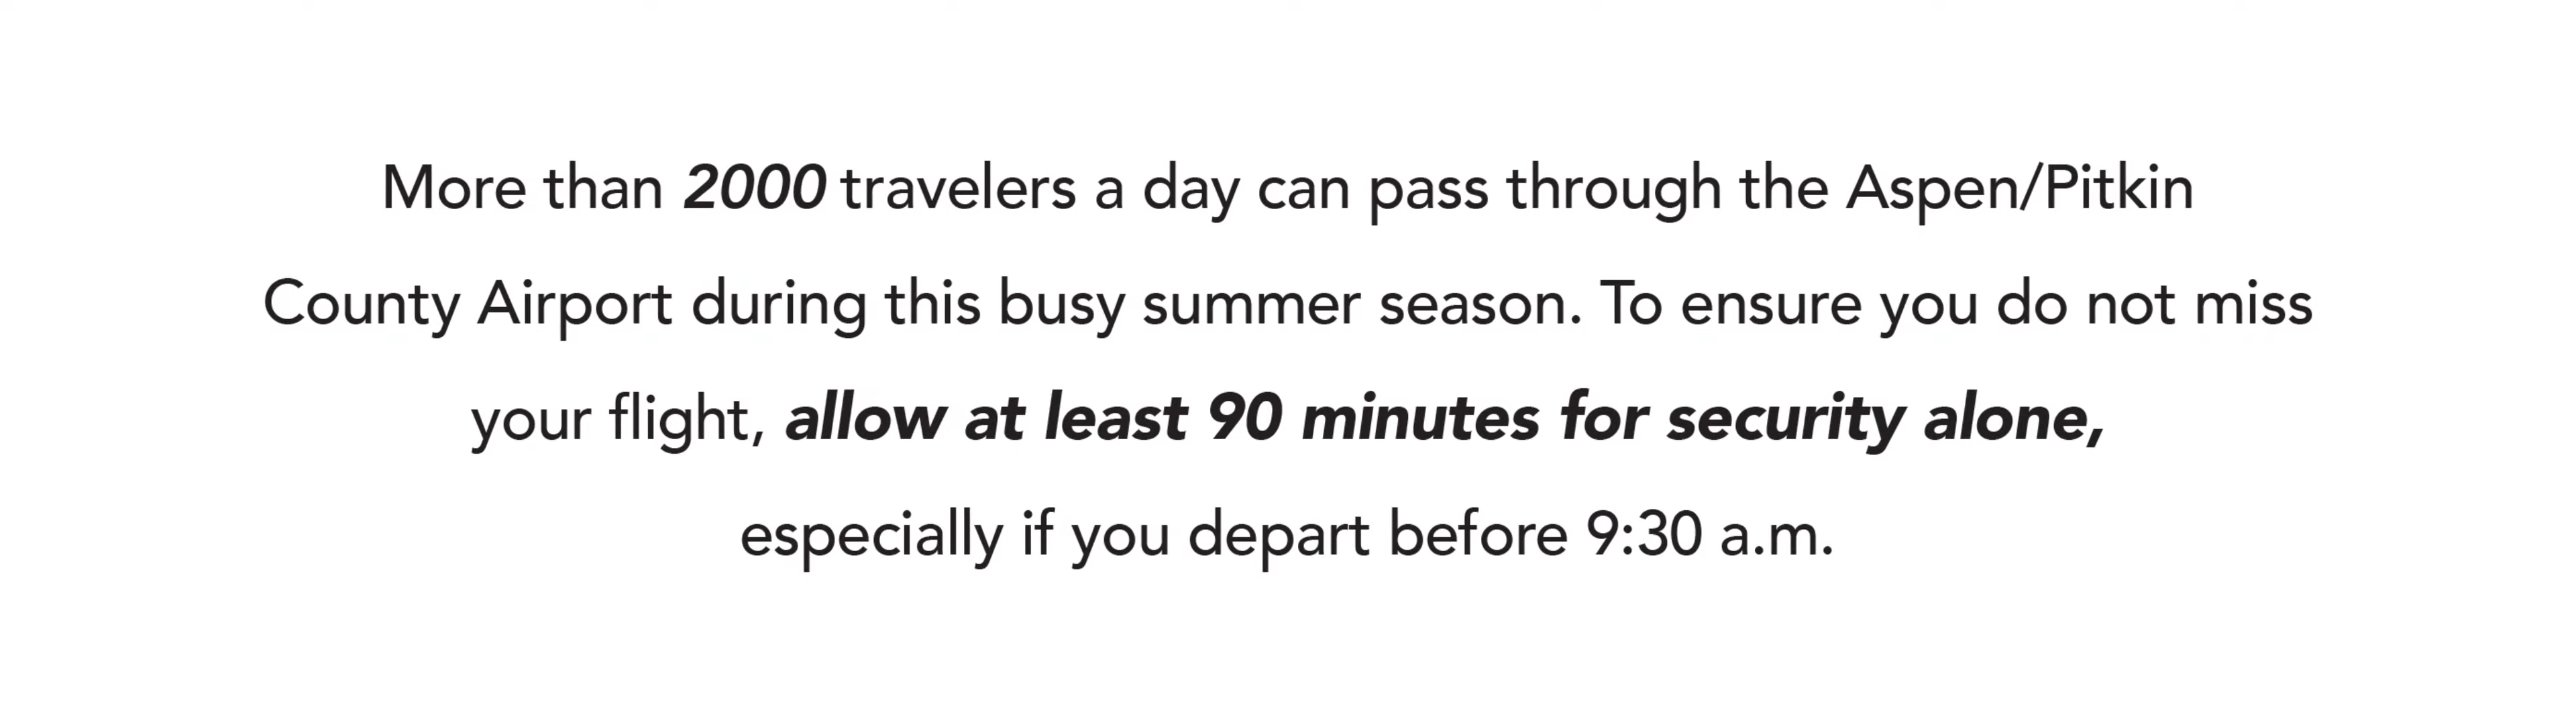 More than 2000 travelers a day can pass through the Aspen/Pitkin
County Airport during this busy summer season. To ensure you do not miss
your flight, allow at least 90 minutes for security alone,
especially if you depart before 9:30 a.m.